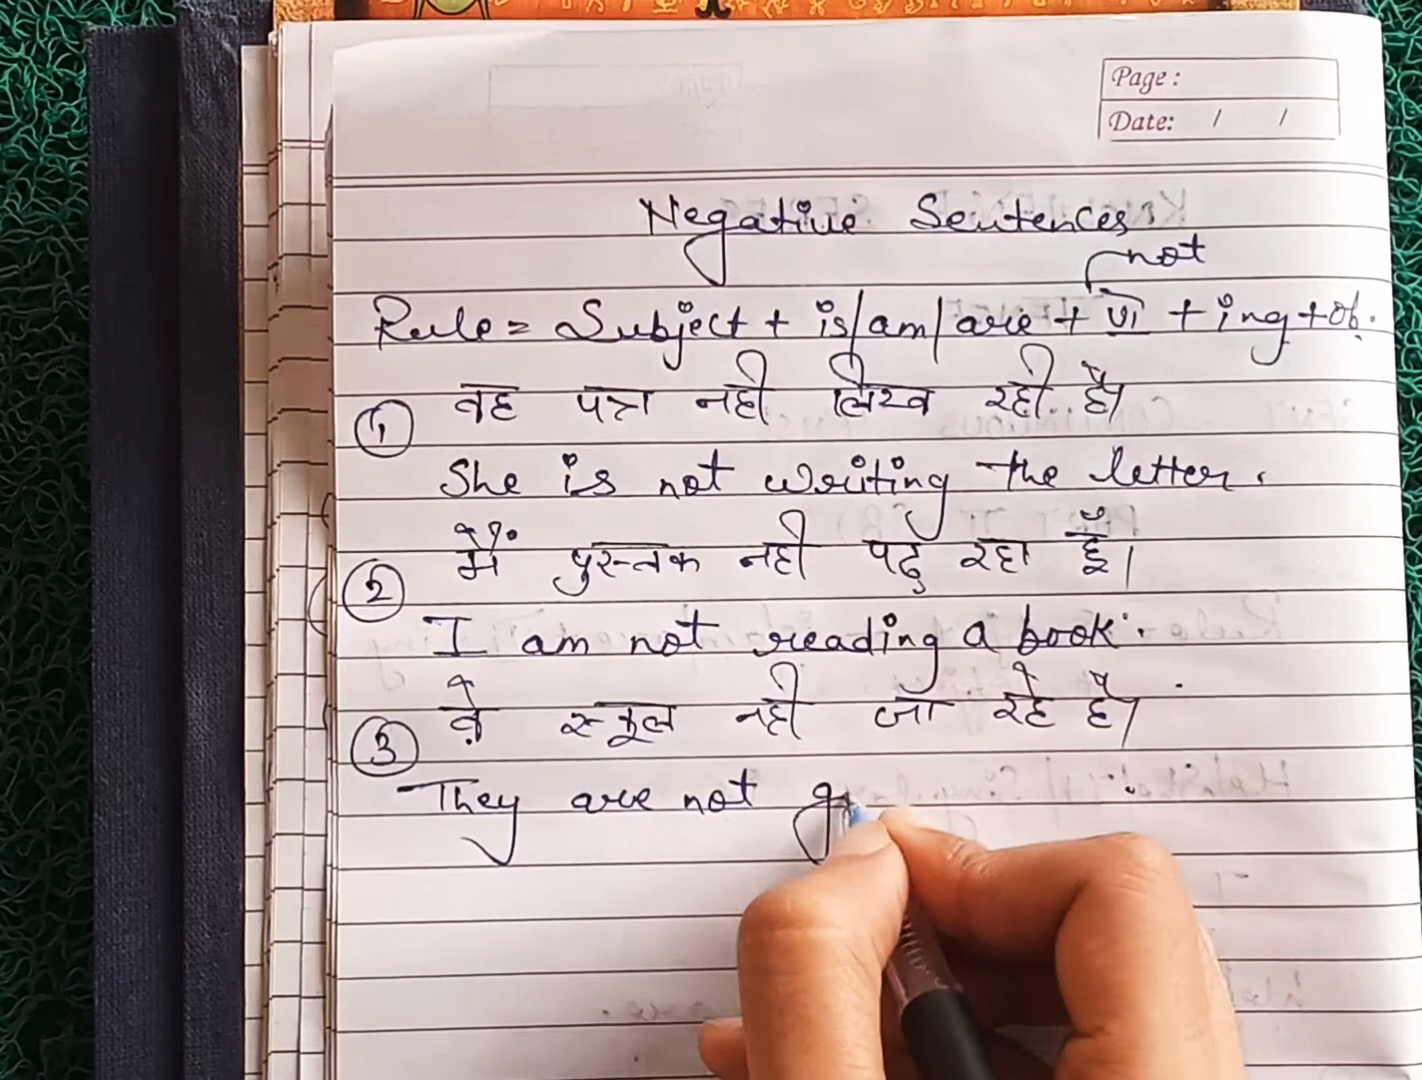 Page :
Date: / /
Negative Sentences
not
Rule = Subject + is/am/are + V1 + ing + ob.
1 वह पत्र नही लिख रही है।
She is not writing the letter.
2 मैं पुस्तक नही पढ़ रहा हूँ।
I am not reading a book.
3 वे स्कूल नही जा रहे है।
They are not g